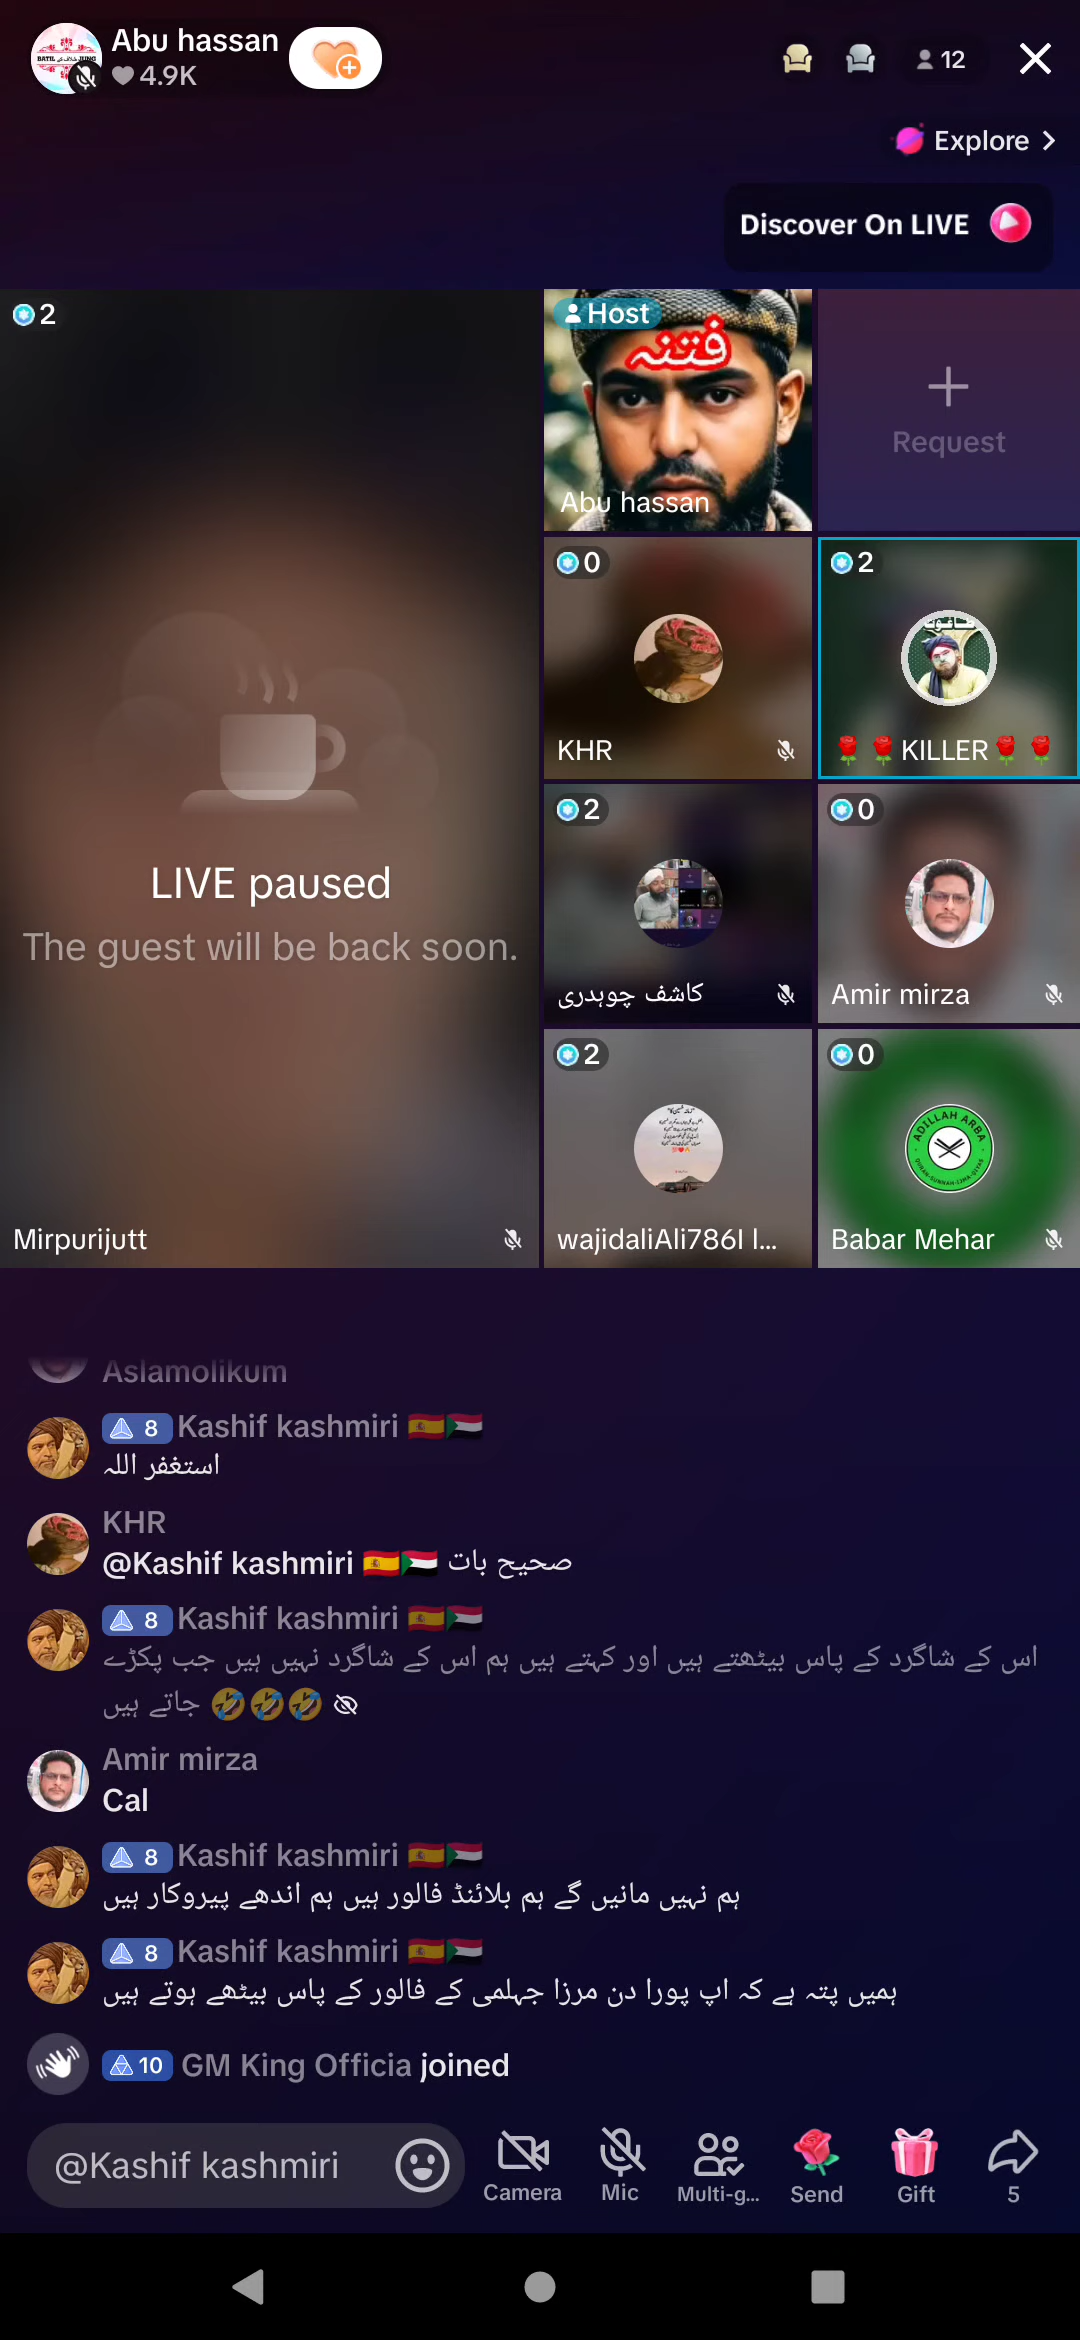 Abu hassan
4.9K
12
Explore
Discover On LIVE
2
Host
فتنہ
Abu hassan
Request
0
KHR
2
🌹🌹KILLER🌹🌹
LIVE paused
The guest will be back soon.
2
کاشف چوہدری
0
Amir mirza
2
wajidaliAli786I l...
0
ADILLAH ARBA
Babar Mehar
Mirpurijutt
Aslamolikum
8 Kashif kashmiri 🇪🇸🇸🇩
استغفر اللہ
KHR
@Kashif kashmiri 🇪🇸🇸🇩 صحیح بات
8 Kashif kashmiri 🇪🇸🇸🇩
اس کے شاگرد کے پاس بیٹھتے ہیں اور کہتے ہیں ہم اس کے شاگرد نہیں ہیں جب پکڑے
جاتے ہیں 🤣🤣🤣
Amir mirza
Cal
8 Kashif kashmiri 🇪🇸🇸🇩
ہم نہیں مانیں گے ہم بلائنڈ فالور ہیں ہم اندھے پیروکار ہیں
8 Kashif kashmiri 🇪🇸🇸🇩
ہمیں پتہ ہے کہ اپ پورا دن مرزا جہلمی کے فالور کے پاس بیٹھے ہوتے ہیں
10 GM King Officia joined
@Kashif kashmiri
Camera
Mic
Multi-g...
Send
Gift
5